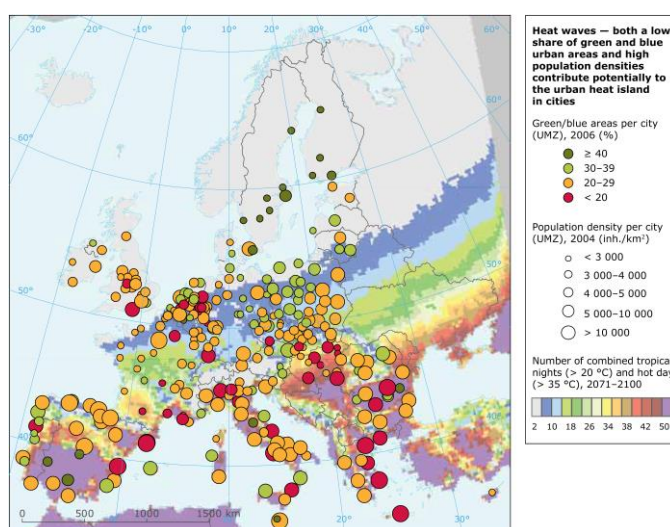 -30° -20° -10° 0° 10° 20° 30° 40° 50° 60°
60°
60°
50°
50°
40°
40°
0 500 1000 1500 km
0° 10° 20° 30°
Heat waves — both a low
share of green and blue
urban areas and high
population densities
contribute potentially to
the urban heat island
in cities
Green/blue areas per city
(UMZ), 2006 (%)
≥ 40
30–39
20–29
< 20
Population density per city
(UMZ), 2004 (inh./km²)
< 3 000
3 000–4 000
4 000–5 000
5 000–10 000
> 10 000
Number of combined tropica
nights (> 20 °C) and hot day
(> 35 °C), 2071–2100
2 10 18 26 34 38 42 50